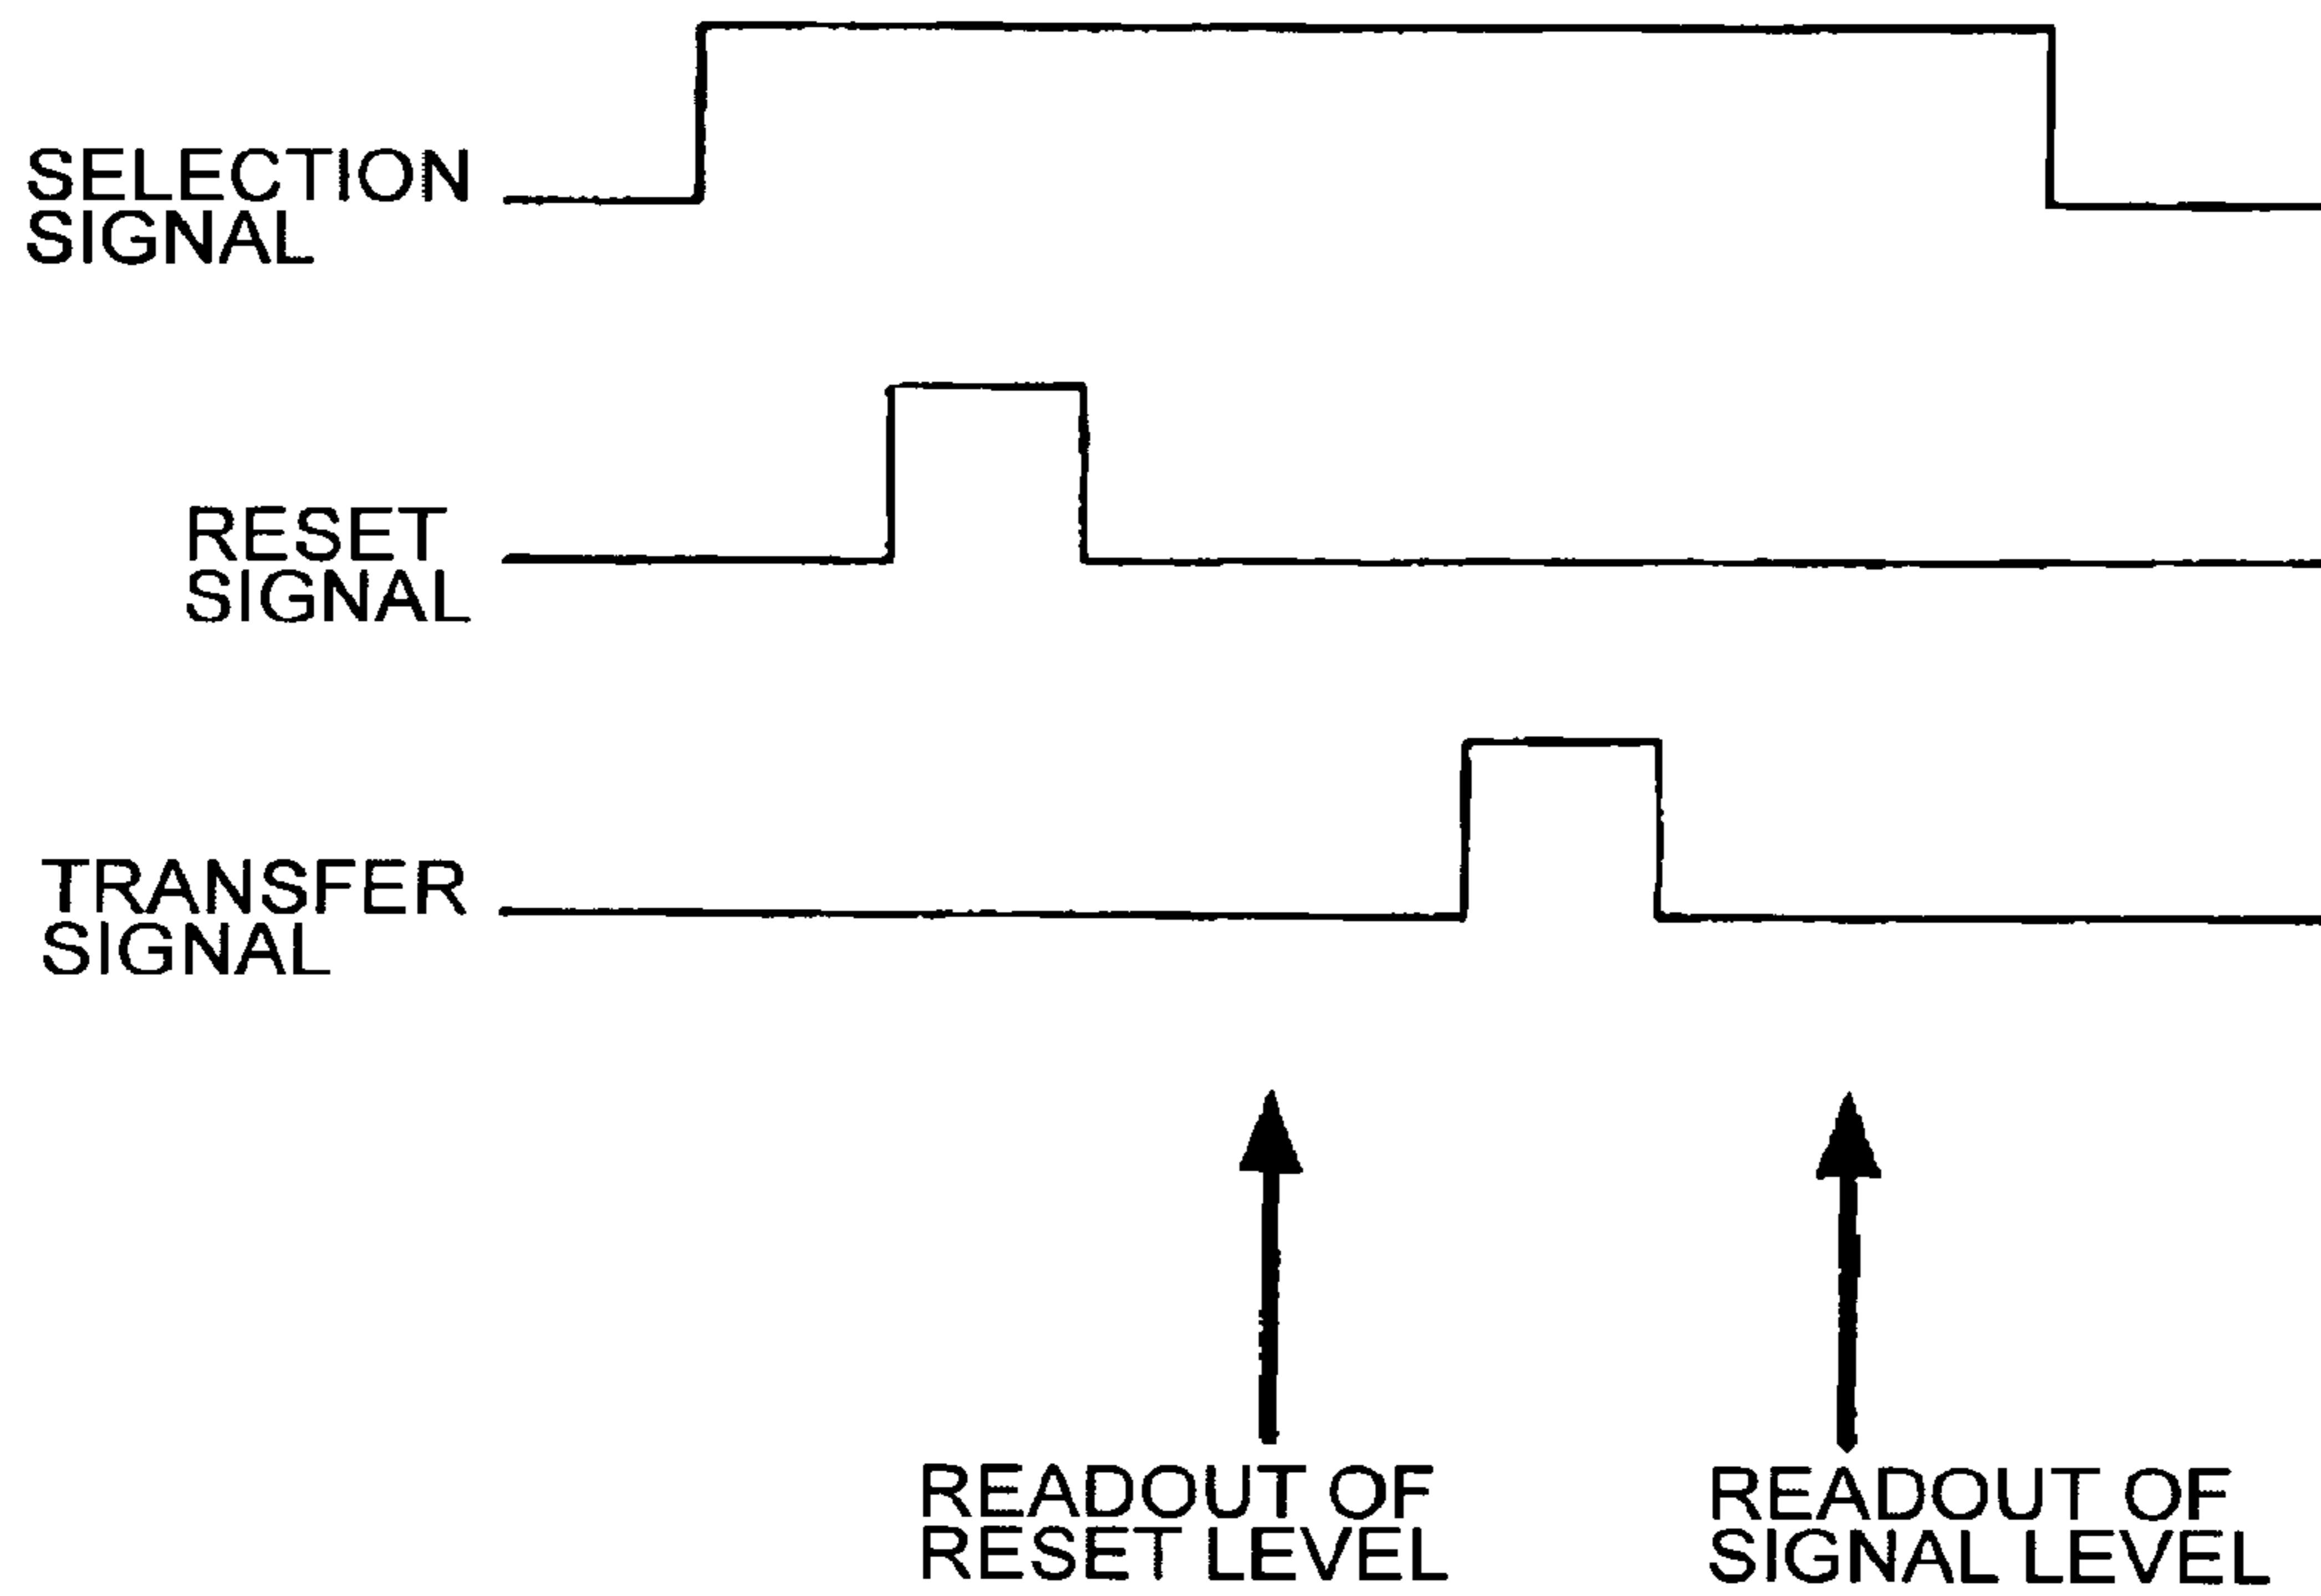 SELECTION
SIGNAL
RESET
SIGNAL
TRANSFER
SIGNAL
READOUT OF
RESET LEVEL
READOUT OF
SIGNAL LEVEL